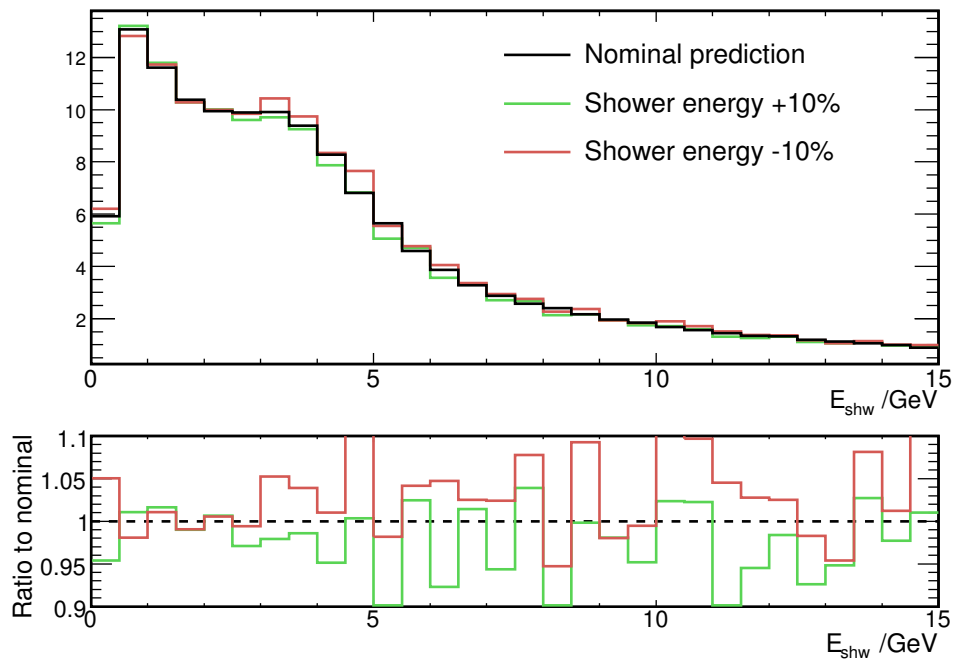 12
10
8
6
4
2
Nominal prediction
Shower energy +10%
Shower energy -10%
0 5 10 15
E_shw /GeV
Ratio to nominal
1.1
1.05
1
0.95
0.9
0 5 10 15
E_shw /GeV